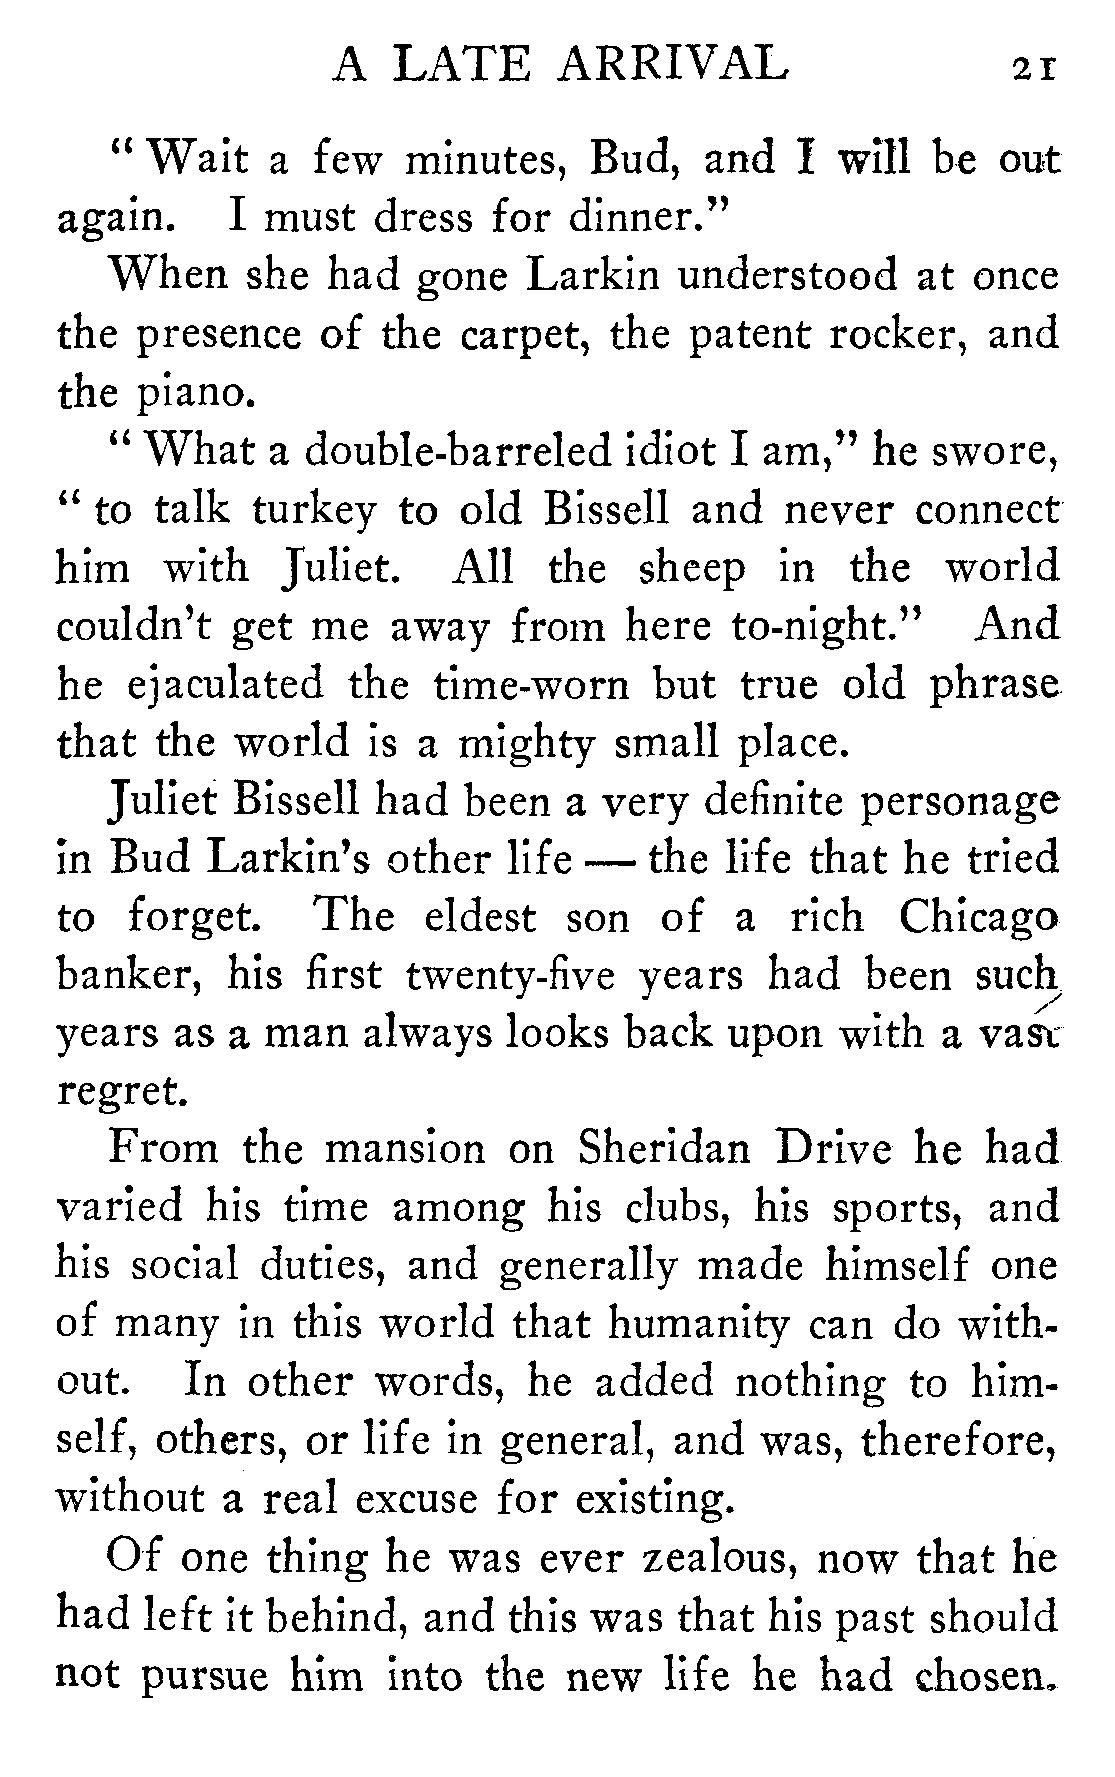 A LATE ARRIVAL 21
“Wait a few minutes, Bud, and I will be out
again. I must dress for dinner.”
When she had gone Larkin understood at once
the presence of the carpet, the patent rocker, and
the piano.
“What a double-barreled idiot I am,” he swore,
“to talk turkey to old Bissell and never connect
him with Juliet. All the sheep in the world
couldn’t get me away from here to-night.” And
he ejaculated the time-worn but true old phrase
that the world is a mighty small place.
Juliet Bissell had been a very definite personage
in Bud Larkin’s other life — the life that he tried
to forget. The eldest son of a rich Chicago
banker, his first twenty-five years had been such
years as a man always looks back upon with a vast
regret.
From the mansion on Sheridan Drive he had
varied his time among his clubs, his sports, and
his social duties, and generally made himself one
of many in this world that humanity can do with-
out. In other words, he added nothing to him-
self, others, or life in general, and was, therefore,
without a real excuse for existing.
Of one thing he was ever zealous, now that he
had left it behind, and this was that his past should
not pursue him into the new life he had chosen.